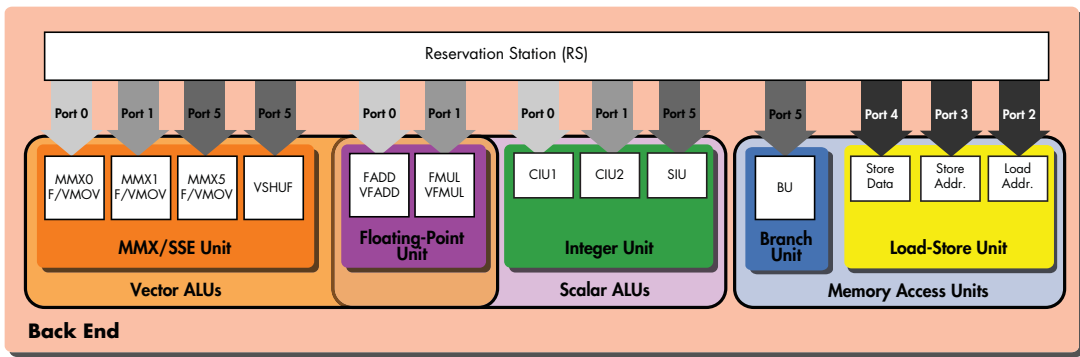 Reservation Station (RS)
Port 0 Port 1 Port 5 Port 5 Port 0 Port 1 Port 0 Port 1 Port 5 Port 5 Port 4 Port 3 Port 2
MMX0
F/VMOV
MMX1
F/VMOV
MMX5
F/VMOV
VSHUF
FADD
VFADD
FMUL
VFMUL
CIU1
CIU2
SIU
BU
Store
Data
Store
Addr.
Load
Addr.
MMX/SSE Unit
Floating-Point
Unit
Integer Unit
Branch
Unit
Load-Store Unit
Vector ALUs
Scalar ALUs
Memory Access Units
Back End